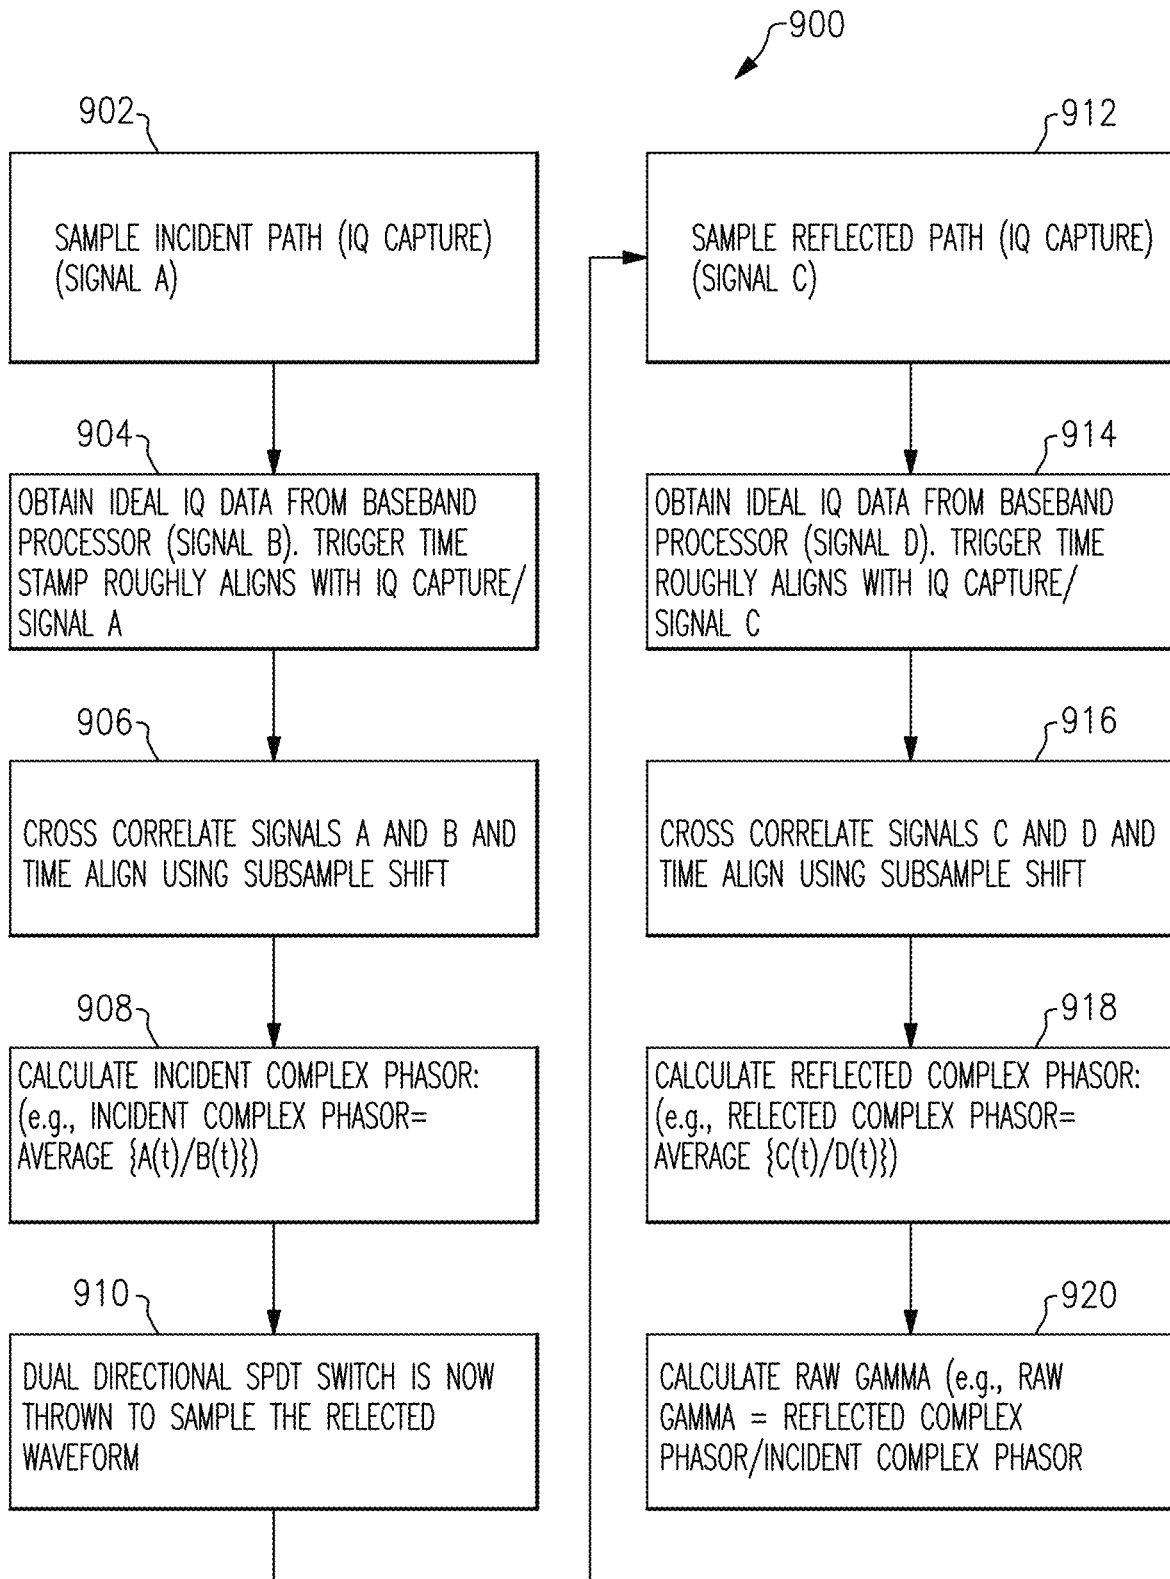 900
902
SAMPLE INCIDENT PATH (IQ CAPTURE)
(SIGNAL A)
904
OBTAIN IDEAL IQ DATA FROM BASEBAND
PROCESSOR (SIGNAL B). TRIGGER TIME
STAMP ROUGHLY ALIGNS WITH IQ CAPTURE/
SIGNAL A
906
CROSS CORRELATE SIGNALS A AND B AND
TIME ALIGN USING SUBSAMPLE SHIFT
908
CALCULATE INCIDENT COMPLEX PHASOR:
(e.g., INCIDENT COMPLEX PHASOR=
AVERAGE {A(t)/B(t)})
910
DUAL DIRECTIONAL SPDT SWITCH IS NOW
THROWN TO SAMPLE THE RELECTED
WAVEFORM
912
SAMPLE REFLECTED PATH (IQ CAPTURE)
(SIGNAL C)
914
OBTAIN IDEAL IQ DATA FROM BASEBAND
PROCESSOR (SIGNAL D). TRIGGER TIME
ROUGHLY ALIGNS WITH IQ CAPTURE/
SIGNAL C
916
CROSS CORRELATE SIGNALS C AND D AND
TIME ALIGN USING SUBSAMPLE SHIFT
918
CALCULATE REFLECTED COMPLEX PHASOR:
(e.g., RELECTED COMPLEX PHASOR=
AVERAGE {C(t)/D(t)})
920
CALCULATE RAW GAMMA (e.g., RAW
GAMMA = REFLECTED COMPLEX
PHASOR/INCIDENT COMPLEX PHASOR